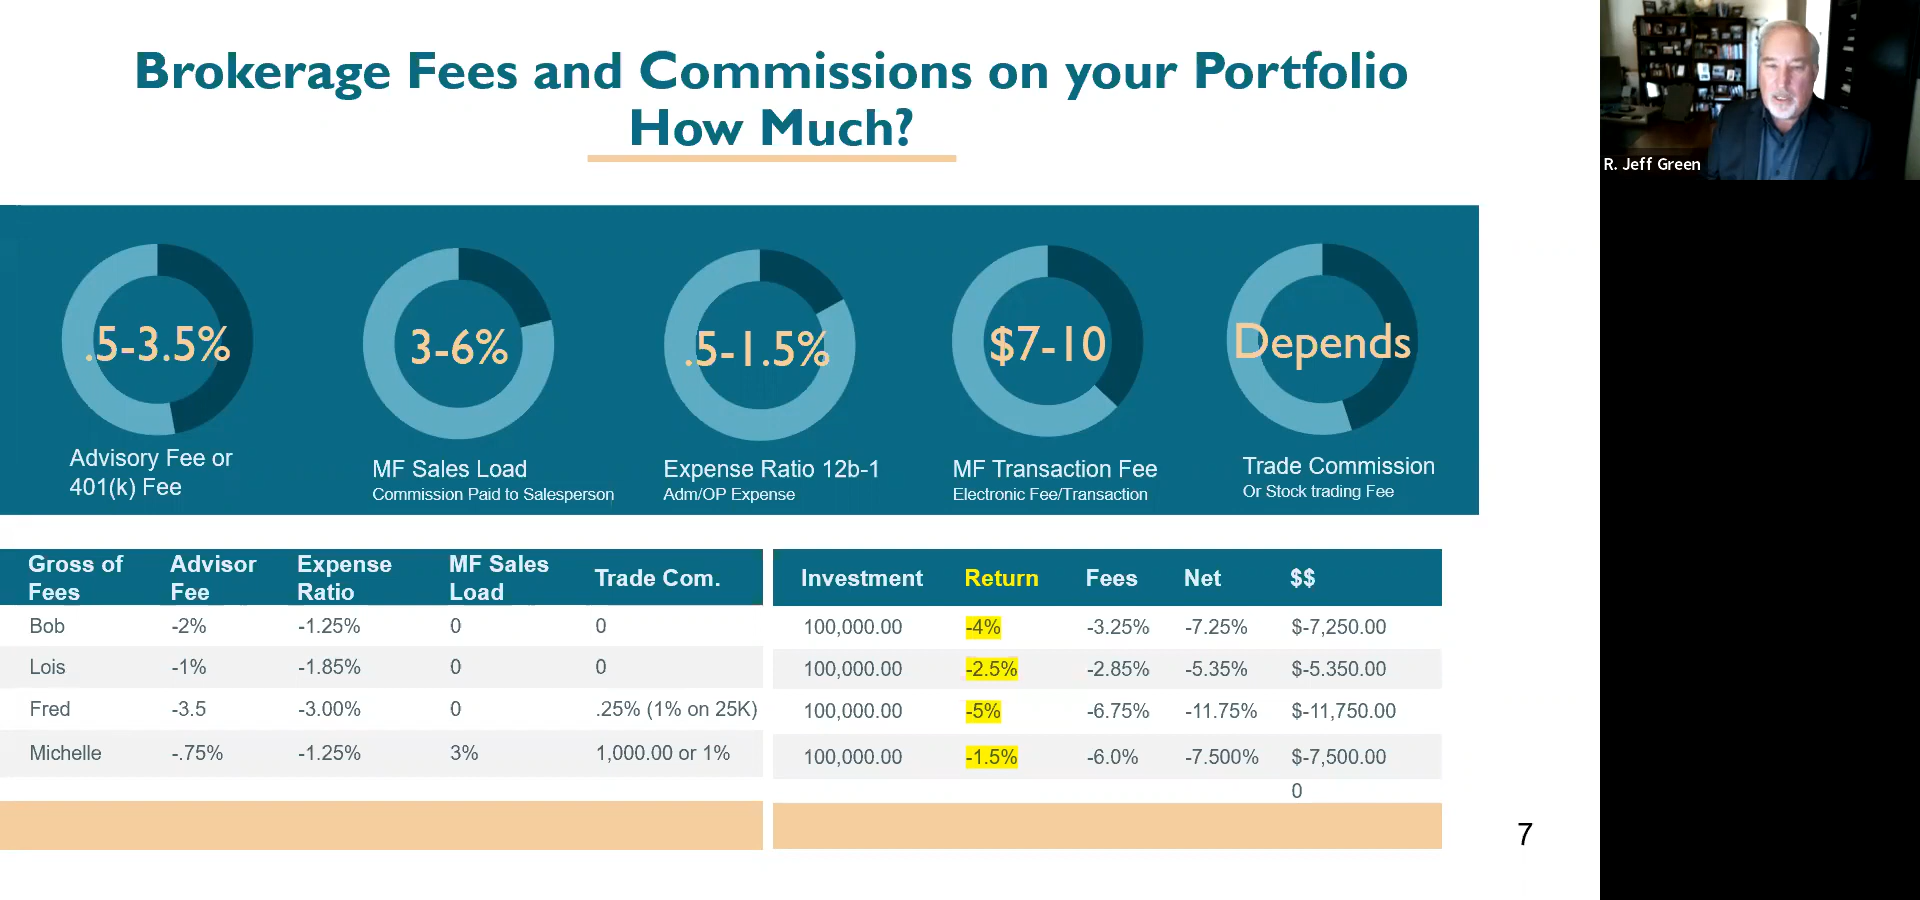 Brokerage Fees and Commissions on your Portfolio
How Much?
R. Jeff Green
.5-3.5%
3-6%
.5-1.5%
$7-10
Depends
Advisory Fee or
401(k) Fee
MF Sales Load
Commission Paid to Salesperson
Expense Ratio 12b-1
Adm/OP Expense
MF Transaction Fee
Electronic Fee/Transaction
Trade Commission
Or Stock trading Fee
Gross of Fees Advisor Fee Expense Ratio MF Sales Load Trade Com.
Bob -2% -1.25% 0 0
Lois -1% -1.85% 0 0
Fred -3.5 -3.00% 0 .25% (1% on 25K)
Michelle -.75% -1.25% 3% 1,000.00 or 1%
Investment Return Fees Net $$
100,000.00 -4% -3.25% -7.25% $-7,250.00
100,000.00 -2.5% -2.85% -5.35% $-5.350.00
100,000.00 -5% -6.75% -11.75% $-11,750.00
100,000.00 -1.5% -6.0% -7.500% $-7,500.00
0
7